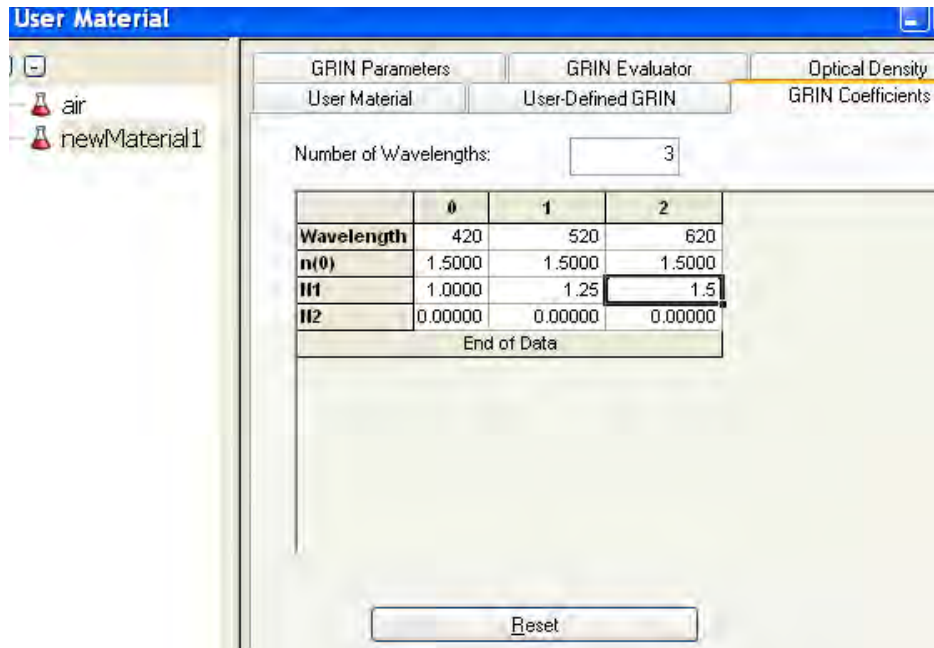 User Material
air
newMaterial1
GRIN Parameters GRIN Evaluator Optical Density
User Material User-Defined GRIN GRIN Coefficients
Number of Wavelengths: 3
0 1 2
Wavelength 420 520 620
n(0) 1.5000 1.5000 1.5000
N1 1.0000 1.25 1.5
N2 0.00000 0.00000 0.00000
End of Data
Reset